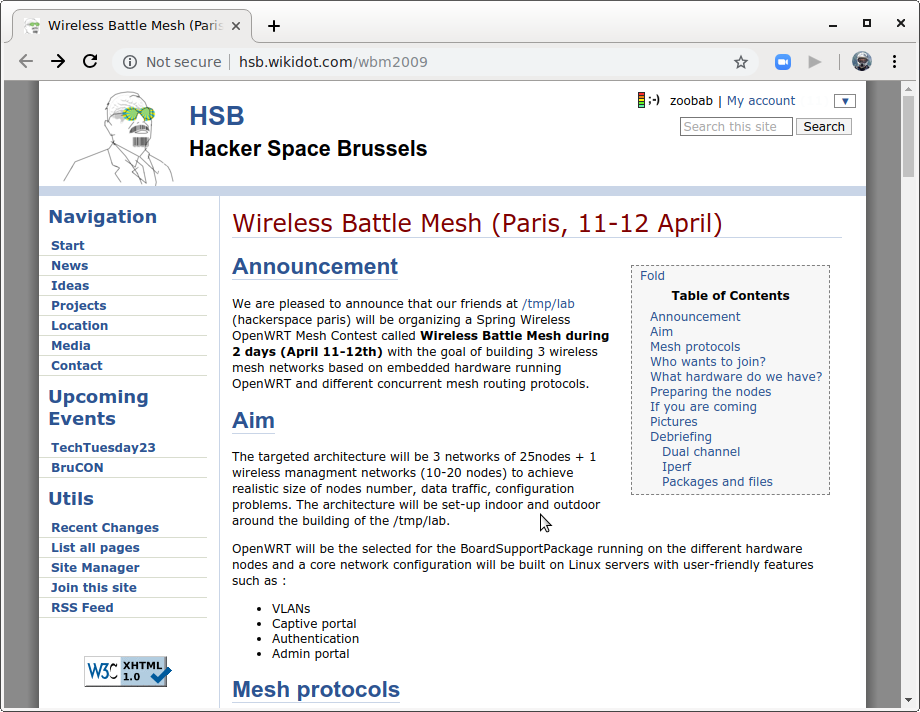 Wireless Battle Mesh (Paris
Not secure | hsb.wikidot.com/wbm2009
HSB
Hacker Space Brussels
;-) zoobab | My account
Search this site Search
Navigation
Start
News
Ideas
Projects
Location
Media
Contact
Upcoming
Events
TechTuesday23
BruCON
Utils
Recent Changes
List all pages
Site Manager
Join this site
RSS Feed
W3C XHTML
1.0
Wireless Battle Mesh (Paris, 11-12 April)
Announcement
We are pleased to announce that our friends at /tmp/lab
(hackerspace paris) will be organizing a Spring Wireless
OpenWRT Mesh Contest called Wireless Battle Mesh during
2 days (April 11-12th) with the goal of building 3 wireless
mesh networks based on embedded hardware running
OpenWRT and different concurrent mesh routing protocols.
Fold
Table of Contents
Announcement
Aim
Mesh protocols
Who wants to join?
What hardware do we have?
Preparing the nodes
If you are coming
Pictures
Debriefing
Dual channel
Iperf
Packages and files
Aim
The targeted architecture will be 3 networks of 25nodes + 1
wireless managment networks (10-20 nodes) to achieve
realistic size of nodes number, data traffic, configuration
problems. The architecture will be set-up indoor and outdoor
around the building of the /tmp/lab.
OpenWRT will be the selected for the BoardSupportPackage running on the different hardware
nodes and a core network configuration will be built on Linux servers with user-friendly features
such as :
• VLANs
• Captive portal
• Authentication
• Admin portal
Mesh protocols